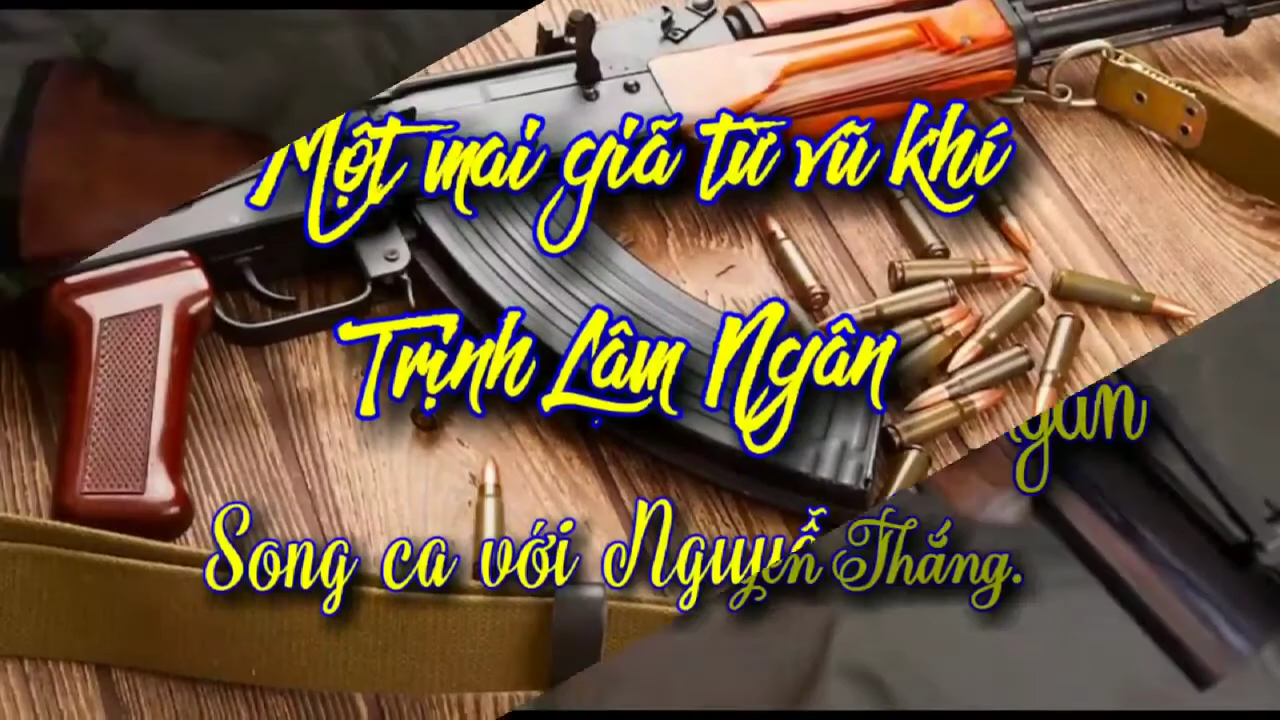 Một mai giã từ vũ khí
Trịnh Lâm Ngân
Song ca với Nguyễn Thắng.